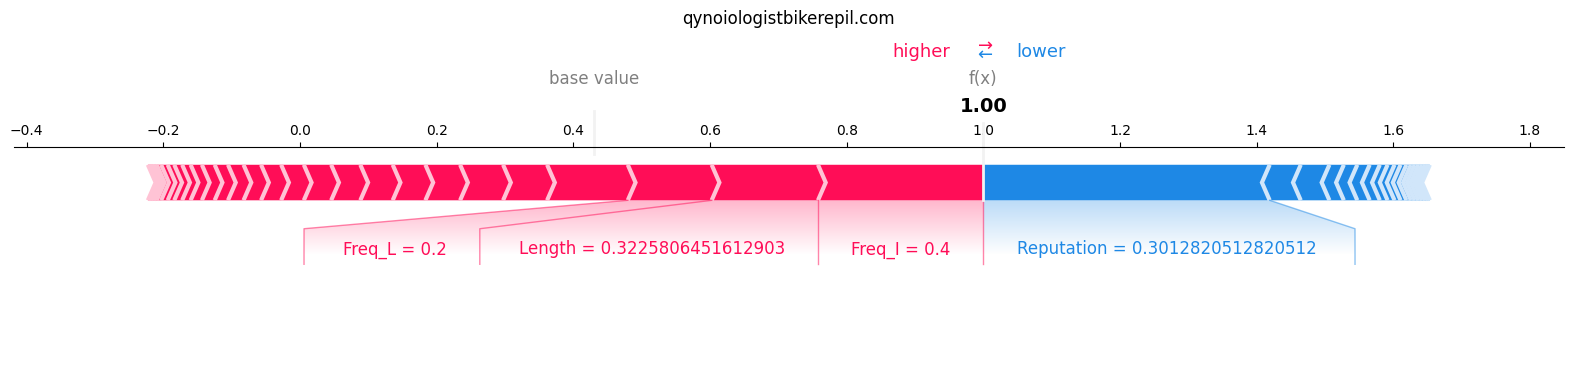 qynoiologistbikerepil.com
higher ⇄ lower
base value f(x)
1.00
−0.4 −0.2 0.0 0.2 0.4 0.6 0.8 1.0 1.2 1.4 1.6 1.8
Freq_L = 0.2 Length = 0.3225806451612903 Freq_I = 0.4 Reputation = 0.3012820512820512